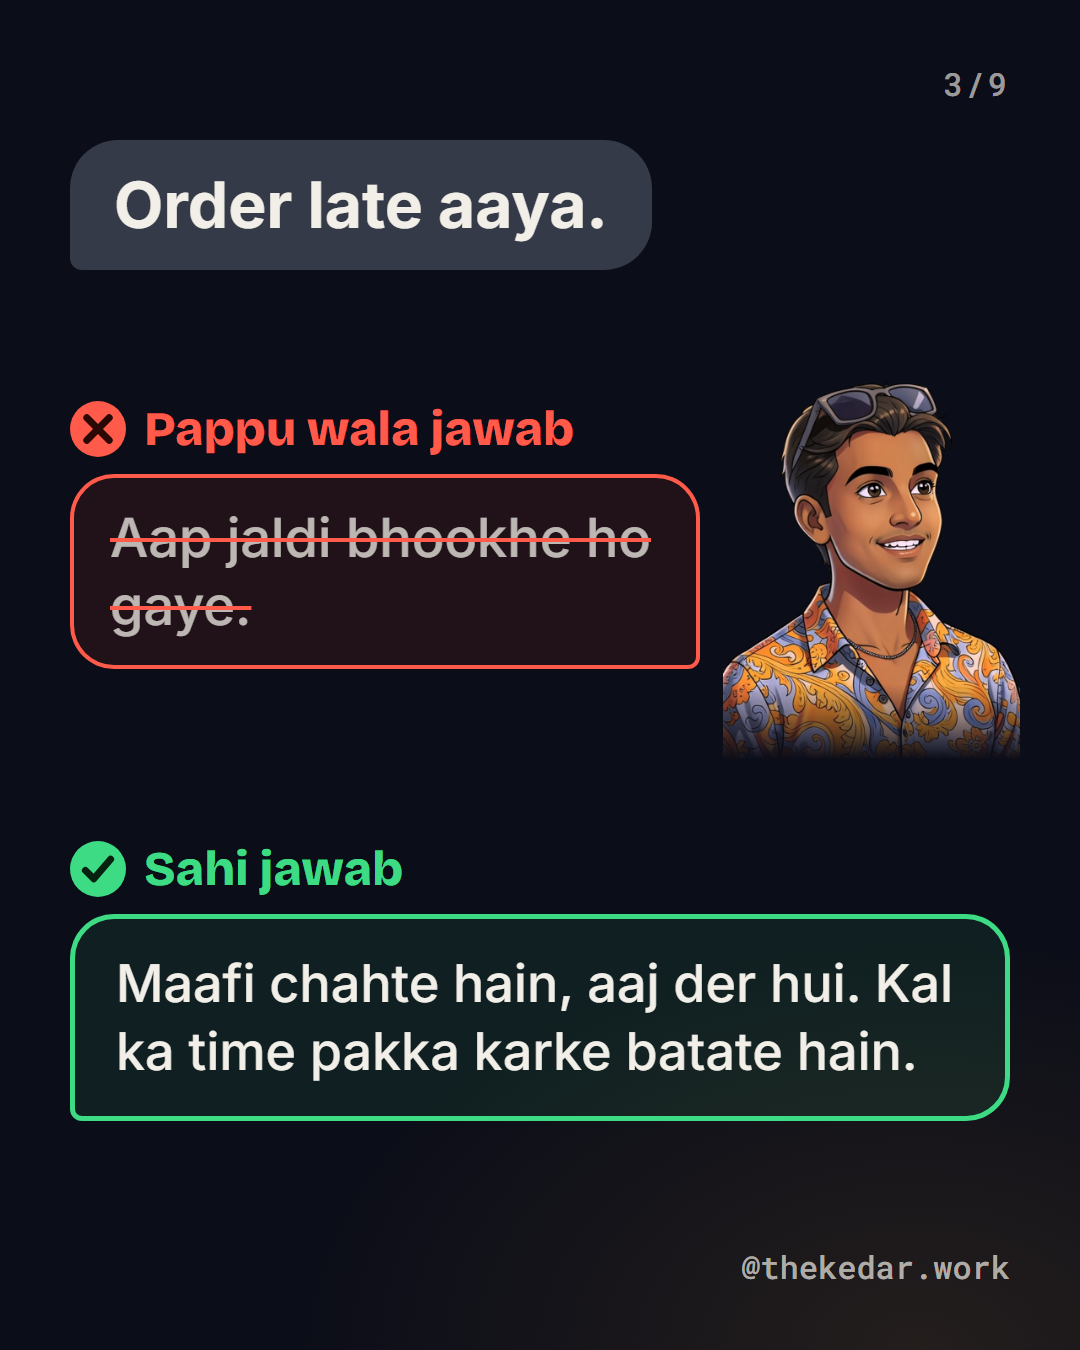 3/9
Order late aaya.
Pappu wala jawab
Aap jaldi bhookhe ho
gaye.
Sahi jawab
Maafi chahte hain, aaj der hui. Kal
ka time pakka karke batate hain.
@thekedar.work